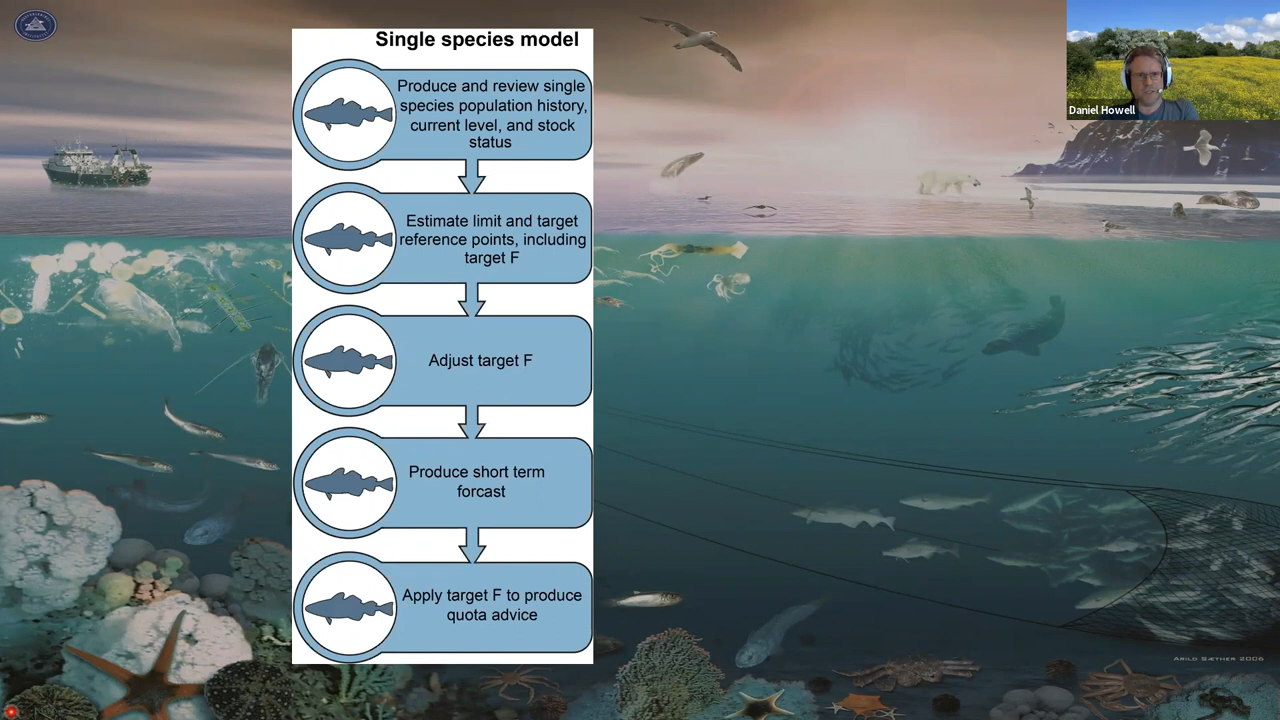 Single species model
Produce and review single
species population history,
current level, and stock
status
Estimate limit and target
reference points, including
target F
Adjust target F
Produce short term
forcast
Apply target F to produce
quota advice
Daniel Howell
ARILD SÆTHER 2006